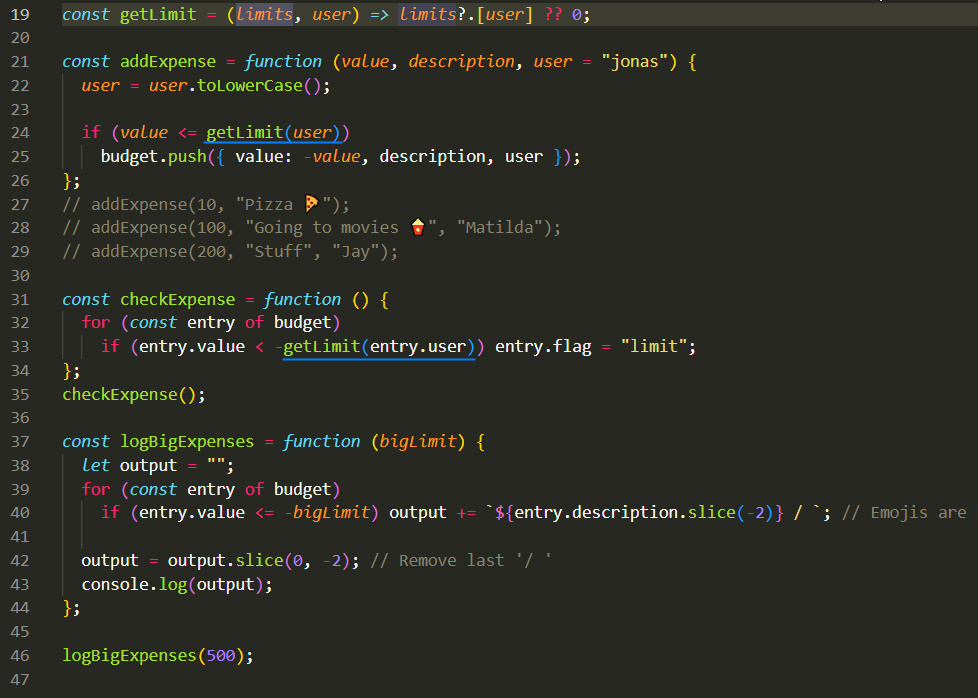 19 const getLimit = (limits, user) => limits?.[user] ?? 0;
20
21 const addExpense = function (value, description, user = "jonas") {
22   user = user.toLowerCase();
23
24   if (value <= getLimit(user))
25     budget.push({ value: -value, description, user });
26 };
27 // addExpense(10, "Pizza 🍕");
28 // addExpense(100, "Going to movies 🍿", "Matilda");
29 // addExpense(200, "Stuff", "Jay");
30
31 const checkExpense = function () {
32   for (const entry of budget)
33     if (entry.value < -getLimit(entry.user)) entry.flag = "limit";
34 };
35 checkExpense();
36
37 const logBigExpenses = function (bigLimit) {
38   let output = "";
39   for (const entry of budget)
40     if (entry.value <= -bigLimit) output += `${entry.description.slice(-2)} / `; // Emojis are
41
42   output = output.slice(0, -2); // Remove last '/ '
43   console.log(output);
44 };
45
46 logBigExpenses(500);
47